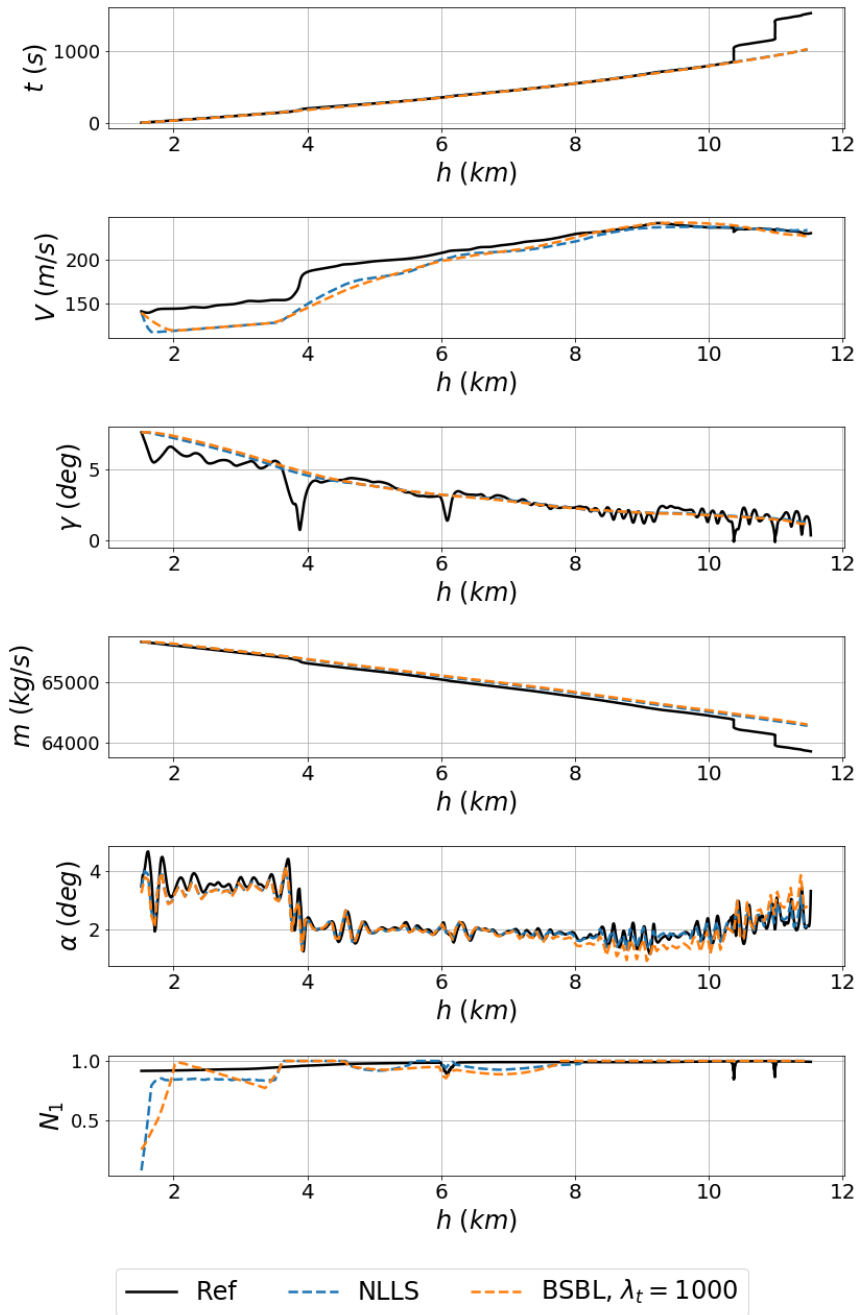 t (s)
1000
0
2 4 6 8 10 12
h (km)
V (m/s)
200
150
2 4 6 8 10 12
h (km)
γ (deg)
5
0
2 4 6 8 10 12
h (km)
m (kg/s)
65000
64000
2 4 6 8 10 12
h (km)
α (deg)
4
2
2 4 6 8 10 12
h (km)
N₁
1.0
0.5
2 4 6 8 10 12
h (km)
Ref NLLS BSBL, λₜ = 1000